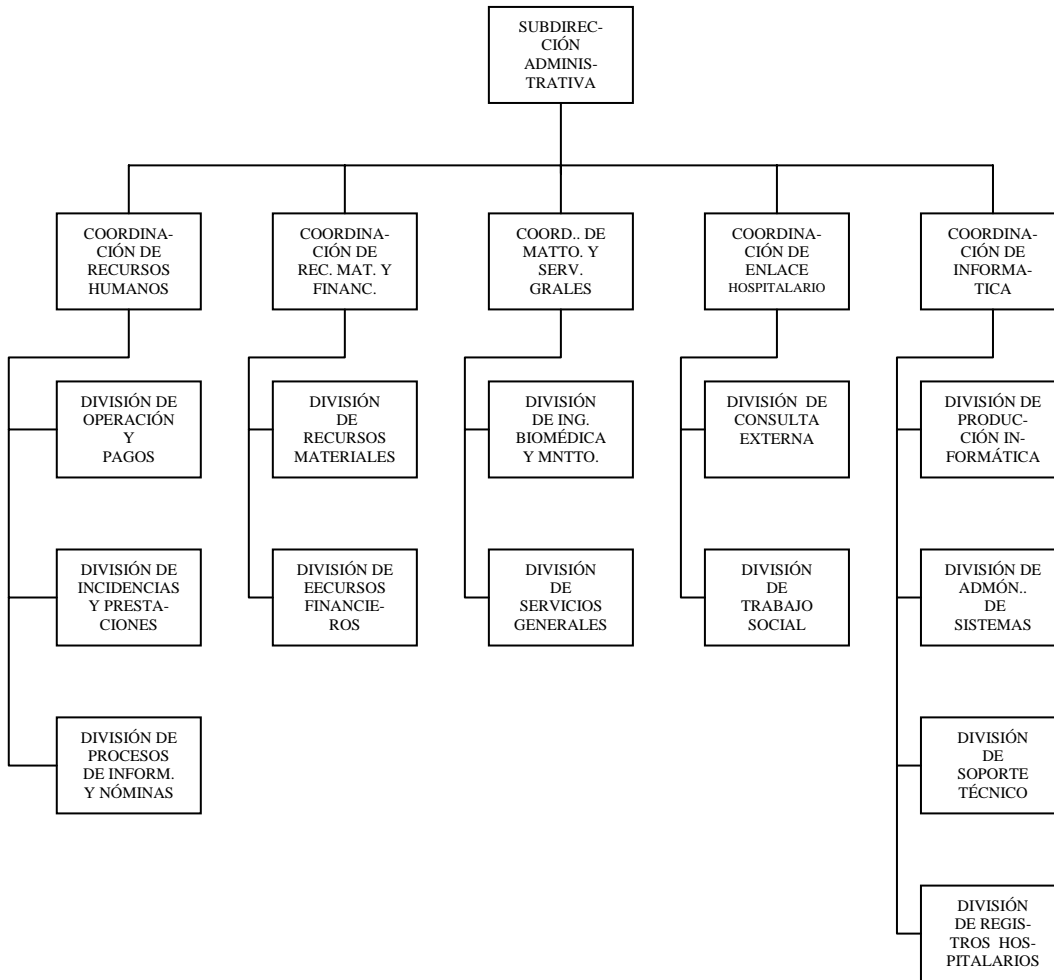 SUBDIREC-
CIÓN
ADMINIS-
TRATIVA
COORDINA-
CIÓN DE
RECURSOS
HUMANOS
COORDINA-
CIÓN DE
REC. MAT. Y
FINANC.
COORD.. DE
MATTO. Y
SERV.
GRALES
COORDINA-
CIÓN DE
ENLACE
HOSPITALARIO
COORDINA-
CIÓN DE
INFORMA-
TICA
DIVISIÓN DE
OPERACIÓN
Y
PAGOS
DIVISIÓN
DE
RECURSOS
MATERIALES
DIVISIÓN
DE ING.
BIOMÉDICA
Y MNTTO.
DIVISIÓN DE
CONSULTA
EXTERNA
DIVISIÓN DE
PRODUC-
CIÓN IN-
FORMÁTICA
DIVISIÓN DE
INCIDENCIAS
Y PRESTA-
CIONES
DIVISIÓN DE
EECURSOS
FINANCIE-
ROS
DIVISIÓN
DE
SERVICIOS
GENERALES
DIVISIÓN
DE
TRABAJO
SOCIAL
DIVISIÓN DE
ADMÓN..
DE
SISTEMAS
DIVISIÓN DE
PROCESOS
DE INFORM.
Y NÓMINAS
DIVISIÓN
DE
SOPORTE
TÉCNICO
DIVISIÓN
DE REGIS-
TROS HOS-
PITALARIOS